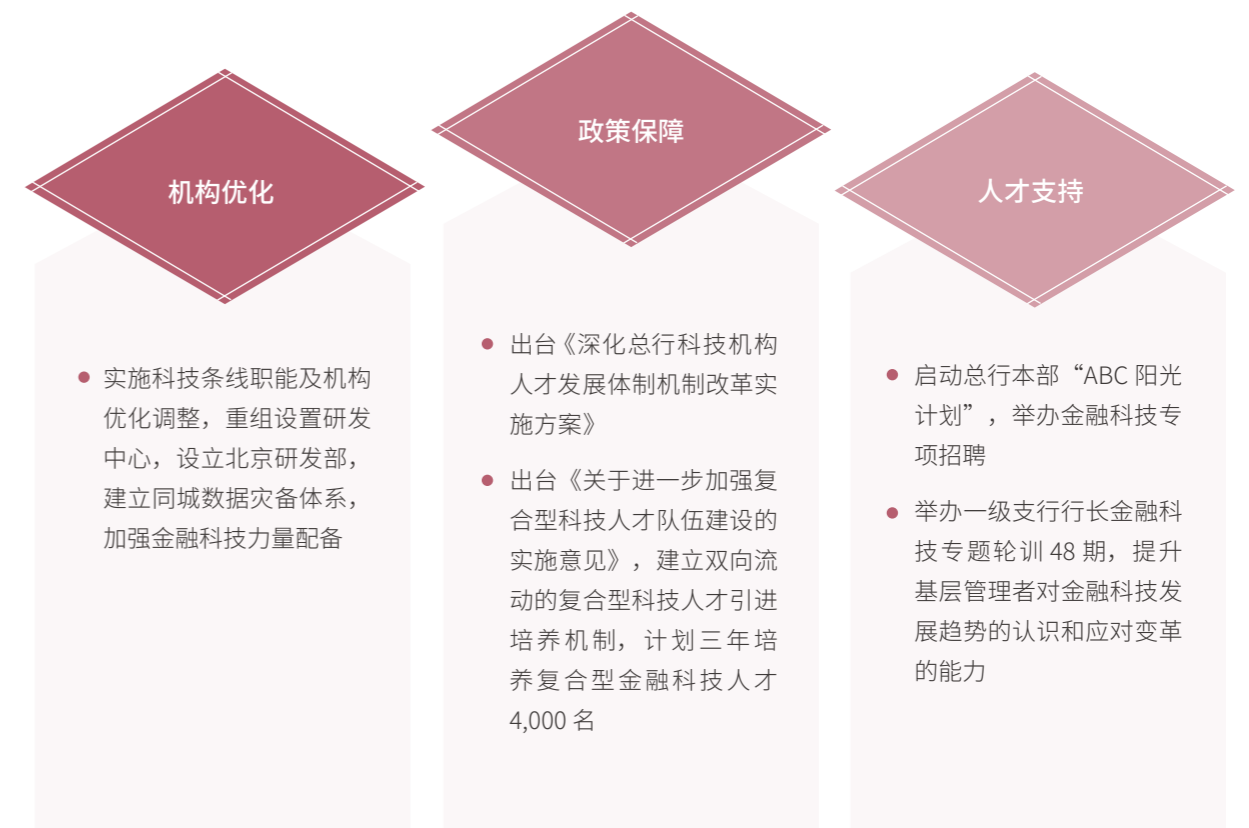 机构优化
实施科技条线职能及机构
优化调整，重组设置研发
中心，设立北京研发部，
建立同城数据灾备体系，
加强金融科技力量配备
政策保障
出台《深化总行科技机构
人才发展体制机制改革实
施方案》
出台《关于进一步加强复
合型科技人才队伍建设的
实施意见》，建立双向流
动的复合型科技人才引进
培养机制，计划三年培
养复合型金融科技人才
4,000 名
人才支持
启动总行本部“ABC 阳光
计划”，举办金融科技专
项招聘
举办一级支行行长金融科
技专题轮训 48 期，提升
基层管理者对金融科技发
展趋势的认识和应对变革
的能力